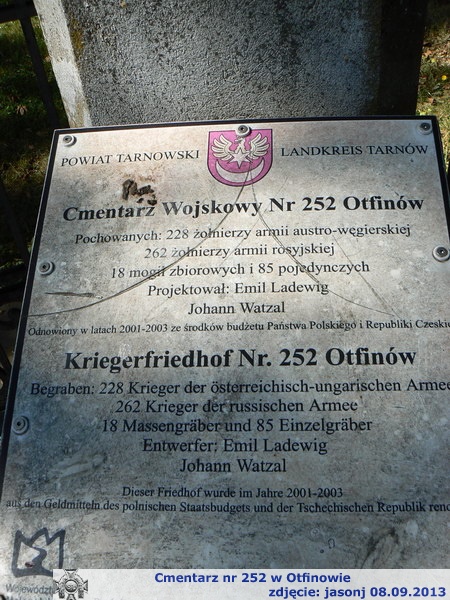 POWIAT TARNOWSKI LANDKREIS TARNÓW
Cmentarz Wojskowy Nr 252 Otfinów
Pochowanych: 228 żołnierzy armii austro-węgierskiej
262 żołnierzy armii rosyjskiej
18 mogił zbiorowych i 85 pojedynczych
Projektował: Emil Ladewig
Johann Watzal
Odnowiony w latach 2001-2003 ze środków budżetu Państwa Polskiego i Republiki Czeskie
Kriegerfriedhof Nr. 252 Otfinów
Begraben: 228 Krieger der österreichisch-ungarischen Armee
262 Krieger der russischen Armee
18 Massengräber und 85 Einzelgräber
Entwerfer: Emil Ladewig
Johann Watzal
Dieser Friedhof wurde im Jahre 2001-2003
aus den Geldmitteln des polnischen Staatsbudgets und der Tschechischen Republik reno
Województw
Cmentarz nr 252 w Otfinowie
zdjęcie: jasonj 08.09.2013